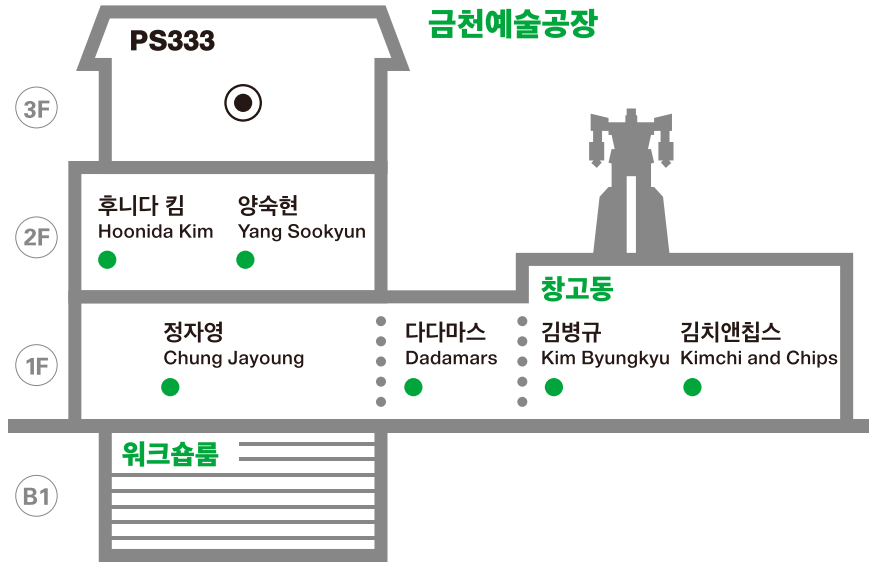 금천예술공장
PS333
3F
후니다 킴
Hoonida Kim
양숙현
Yang Sookyun
2F
창고동
정자영
Chung Jayoung
다다마스
Dadamars
김병규
Kim Byungkyu
김치앤칩스
Kimchi and Chips
1F
워크숍룸
B1